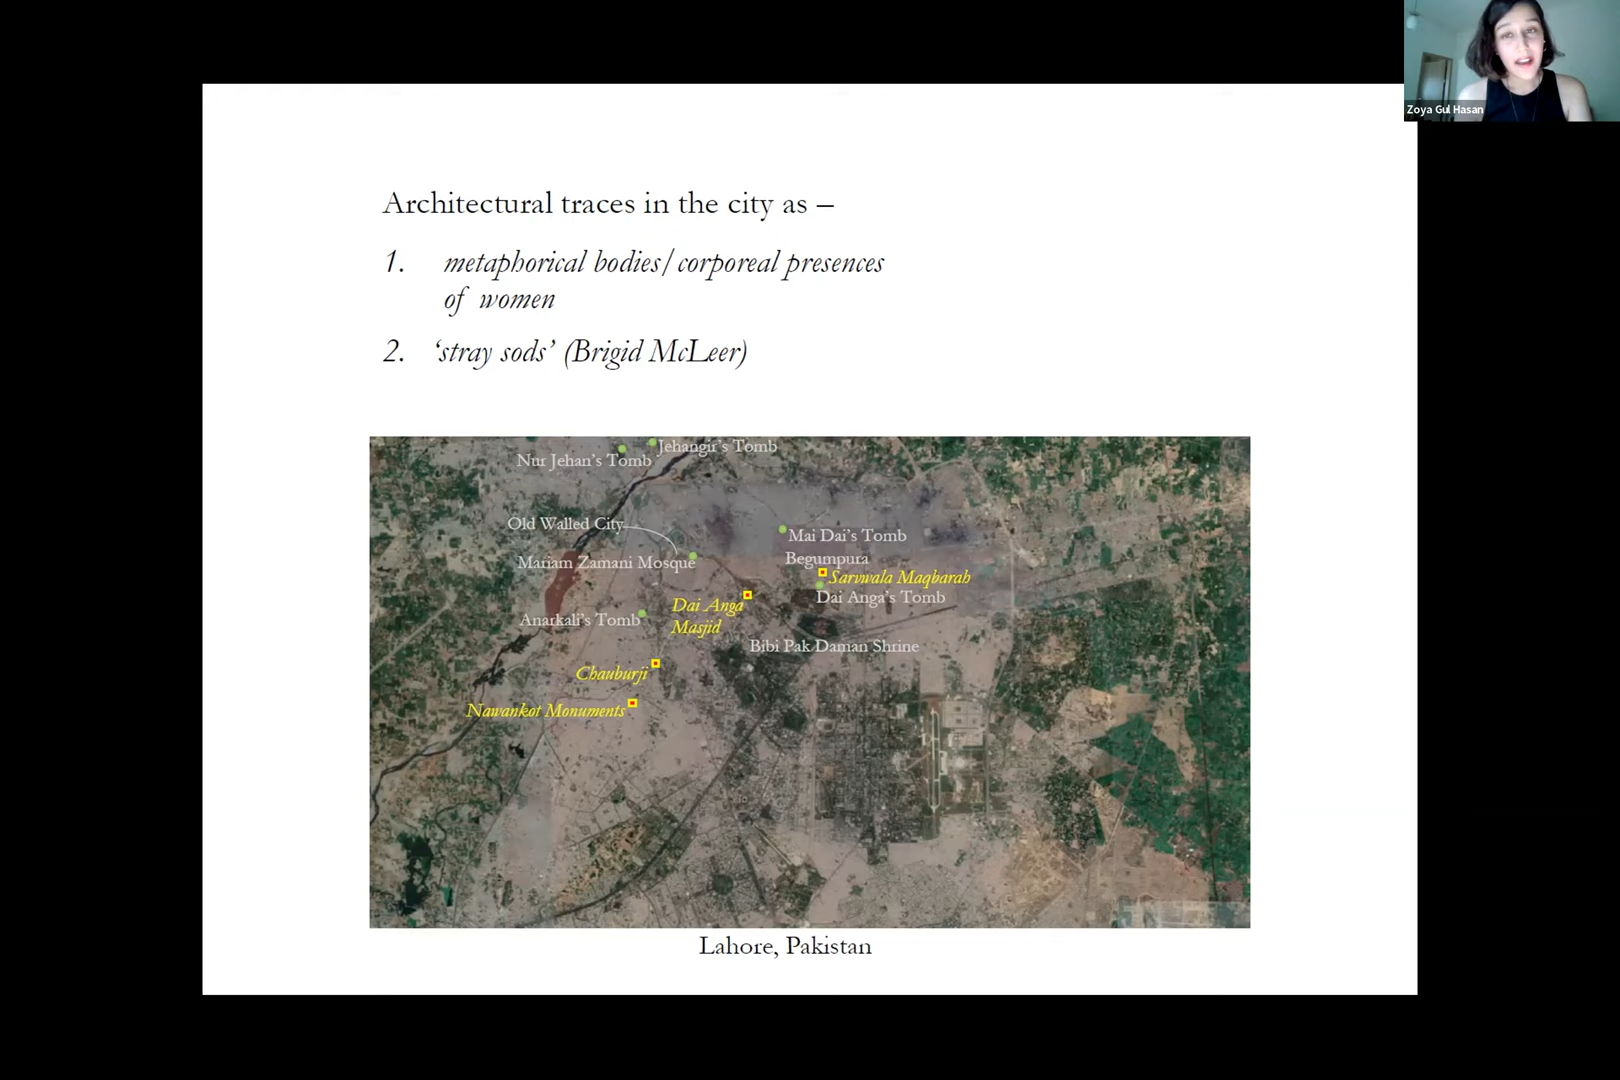 Zoya Gul Hasan
Architectural traces in the city as –
1. metaphorical bodies/corporeal presences
of women
2. ‘stray sods’ (Brigid McLeer)
Jehangir's Tomb
Nur Jehan's Tomb
Old Walled City
Mai Dai's Tomb
Begumpura
Mariam Zamani Mosque
Sarvwala Maqbarah
Dai Anga's Tomb
Dai Anga
Masjid
Anarkali's Tomb
Bibi Pak Daman Shrine
Chauburji
Nawankot Monuments
Lahore, Pakistan